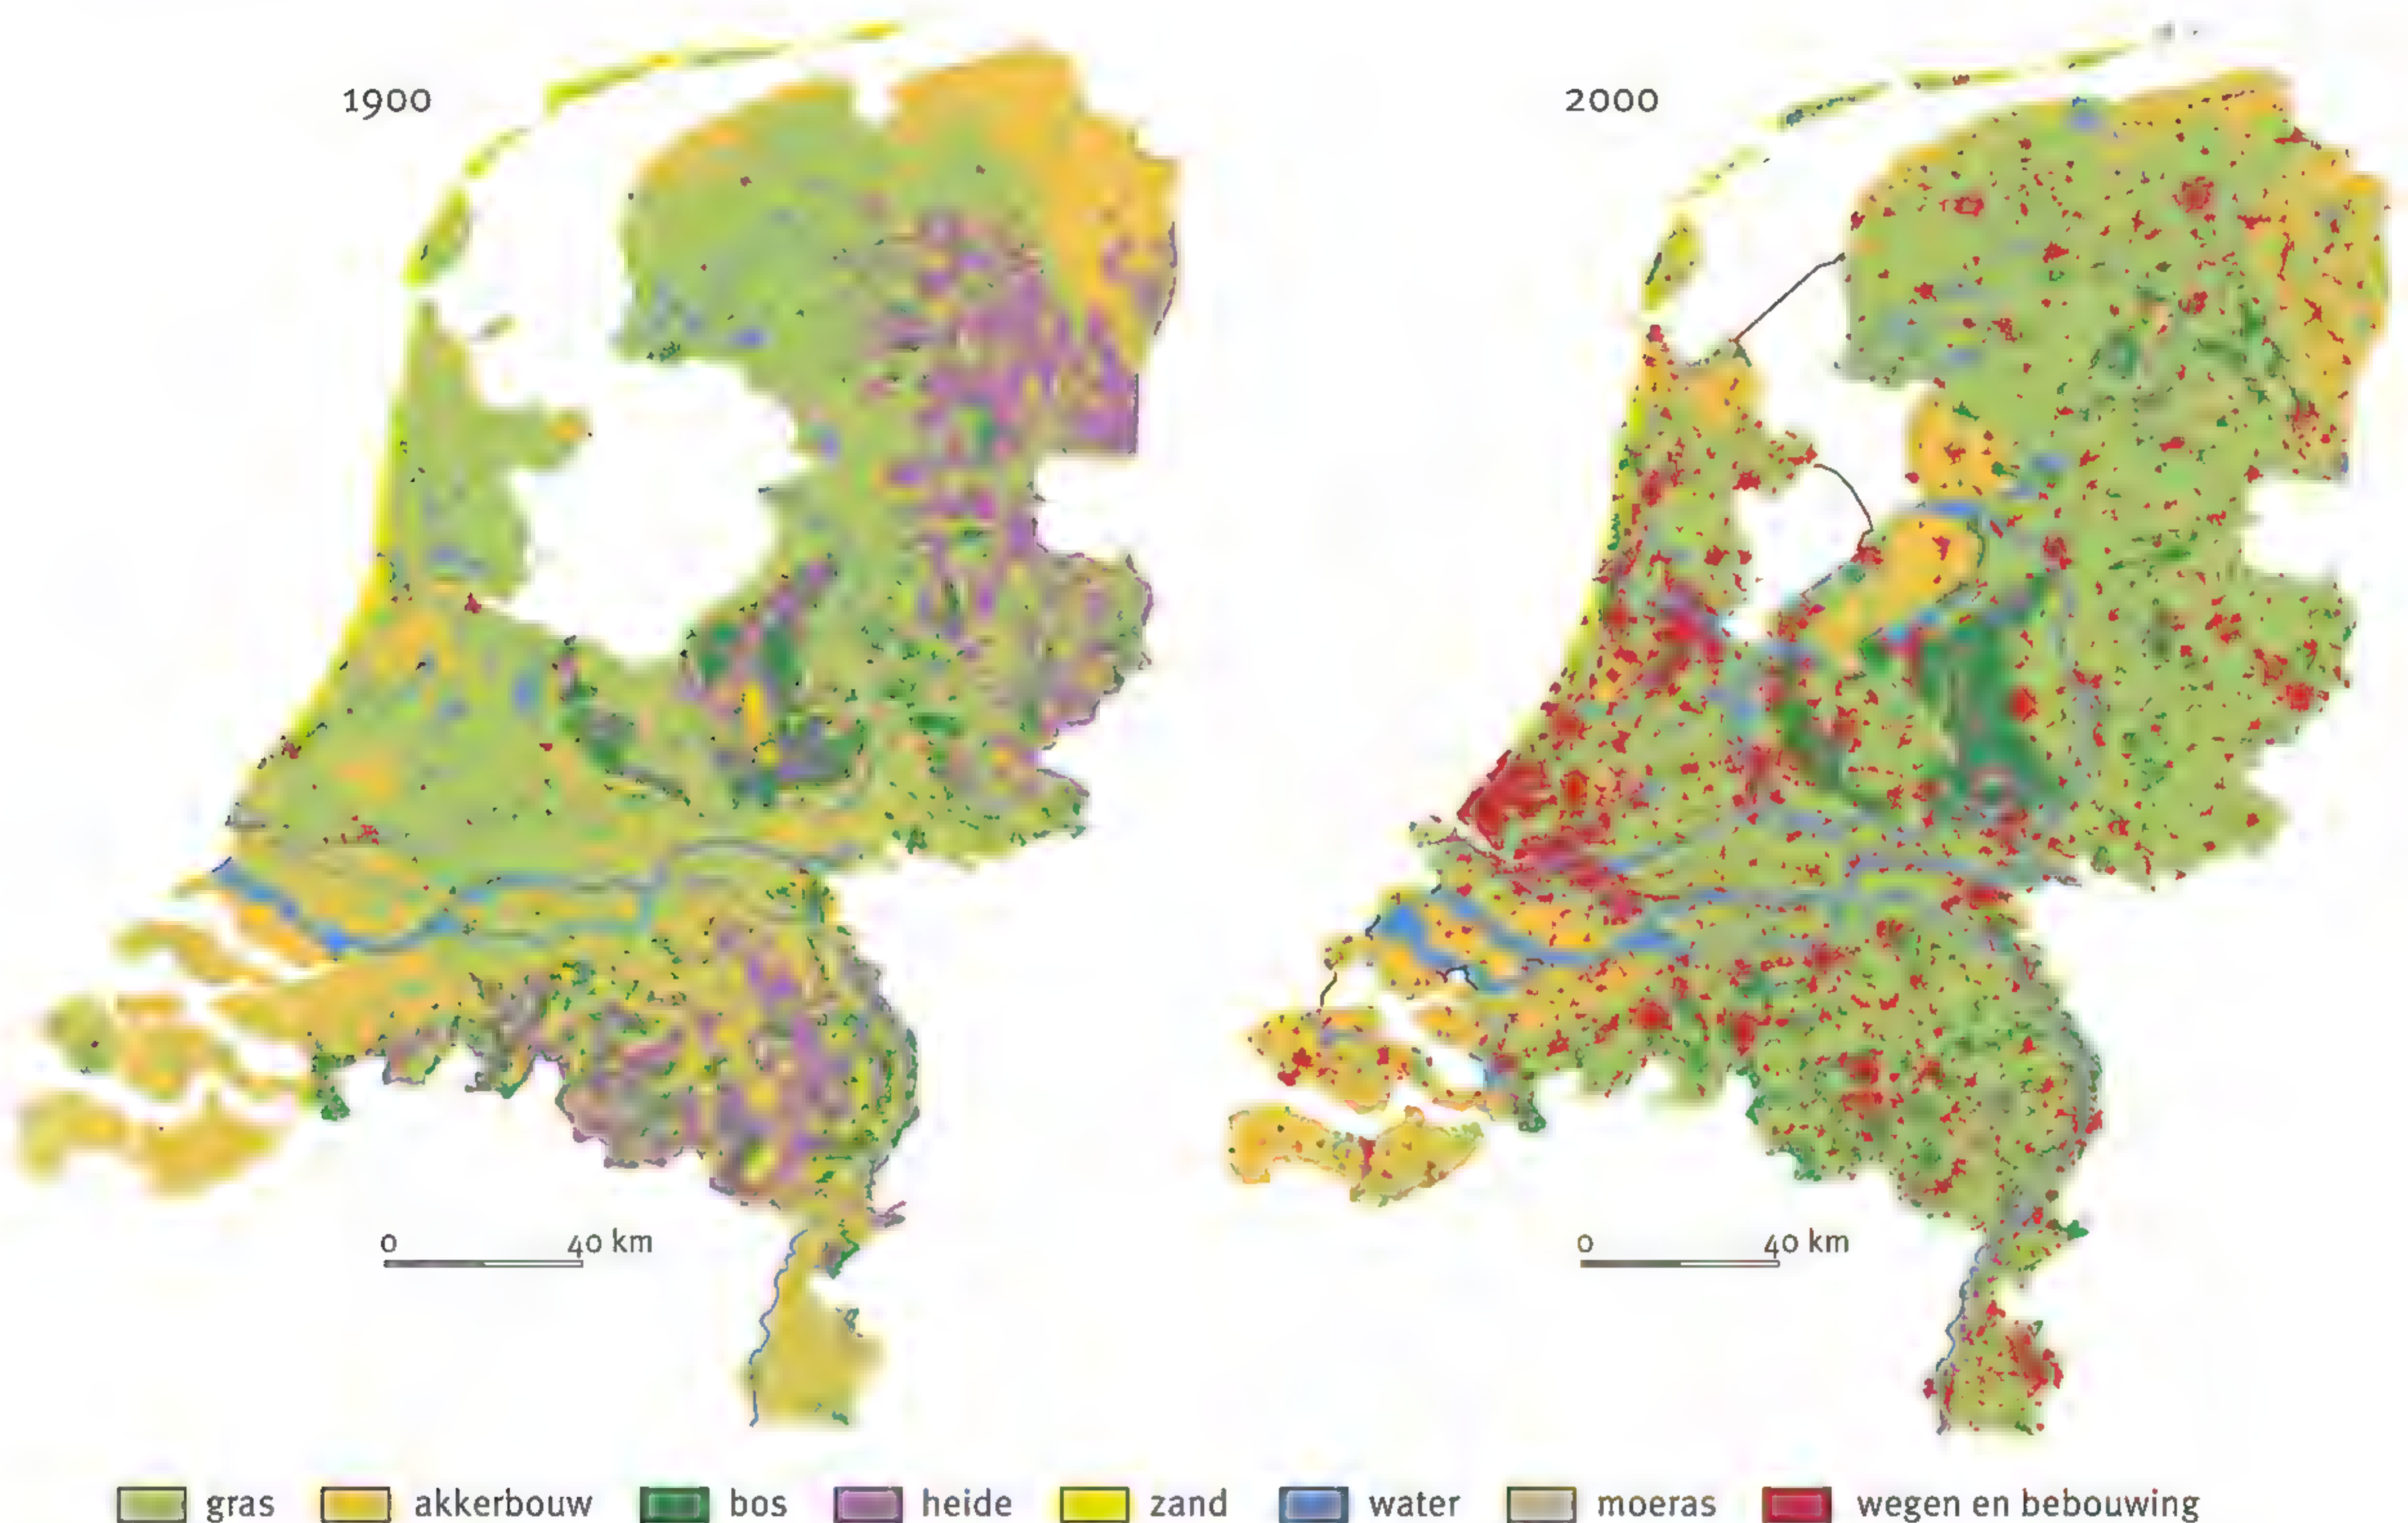 1900
2000
0 40 km
0 40 km
gras akkerbouw bos heide zand water moeras wegen en bebouwing